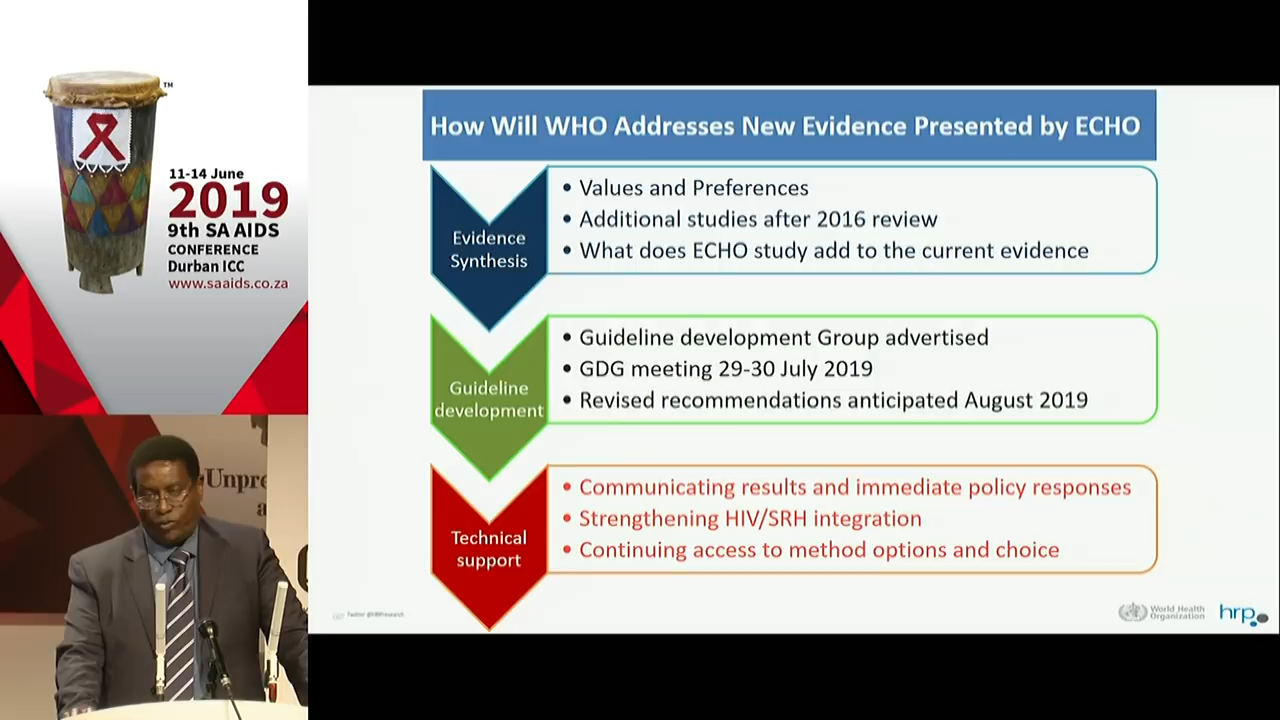 TM
11-14 June
2019
9th SA AIDS
CONFERENCE
Durban ICC
www.saaids.co.za
Unpre
a
How Will WHO Addresses New Evidence Presented by ECHO
Evidence
Synthesis
• Values and Preferences
• Additional studies after 2016 review
• What does ECHO study add to the current evidence
Guideline
development
• Guideline development Group advertised
• GDG meeting 29-30 July 2019
• Revised recommendations anticipated August 2019
Technical
support
• Communicating results and immediate policy responses
• Strengthening HIV/SRH integration
• Continuing access to method options and choice
World Health
Organization
hrp